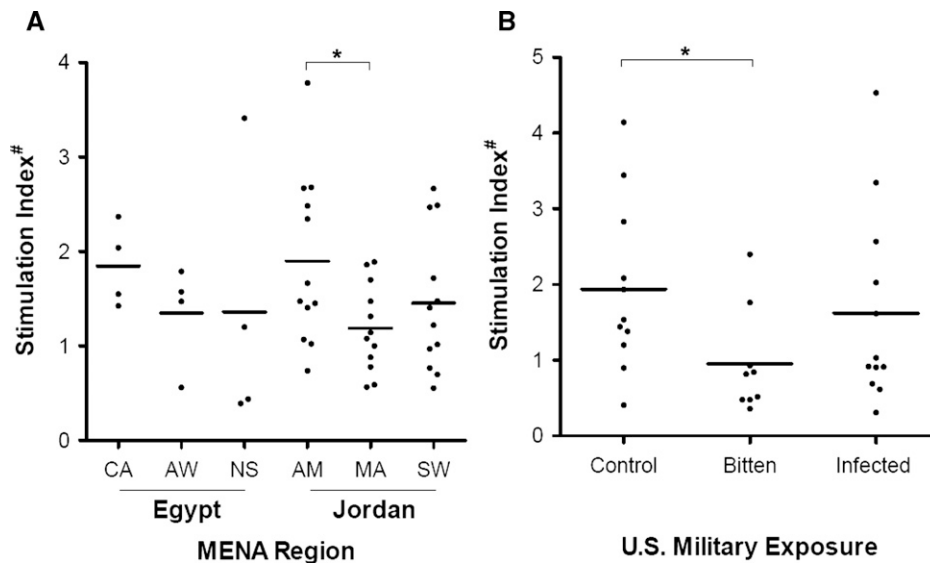 A
*
Stimulation Index#
4
3
2
1
0
CA AW NS AM MA SW
Egypt Jordan
MENA Region
B
*
Stimulation Index#
5
4
3
2
1
0
Control Bitten Infected
U.S. Military Exposure